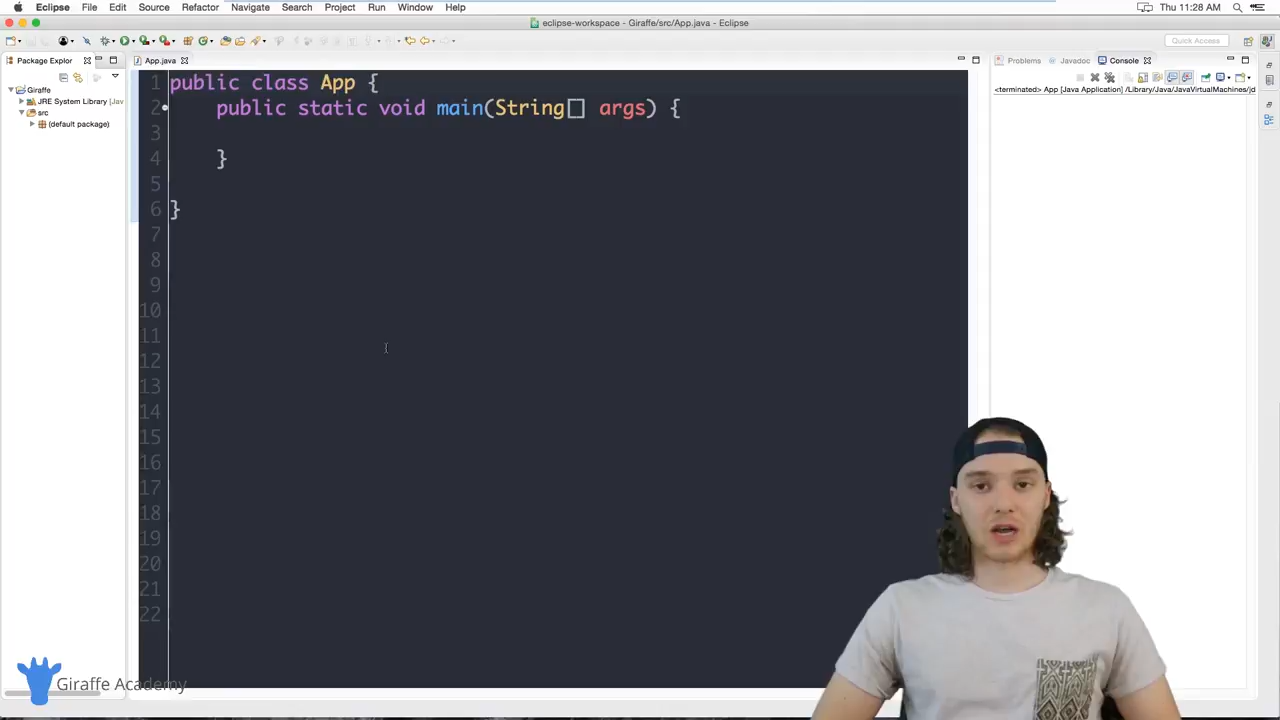 Eclipse File Edit Source Refactor Navigate Search Project Run Window Help
Thu 11:28 AM
eclipse-workspace - Giraffe/src/App.java - Eclipse
Quick Access
Package Explor
App.java
Problems Javadoc Console
<terminated> App [Java Application] /Library/Java/JavaVirtualMachines/jd
Giraffe
JRE System Library [Jav
src
(default package)
1 public class App {
2 public static void main(String[] args) {
3
4 }
5
6 }
7
8
9
10
11
12
13
14
15
16
17
18
19
20
21
22
Giraffe Academy